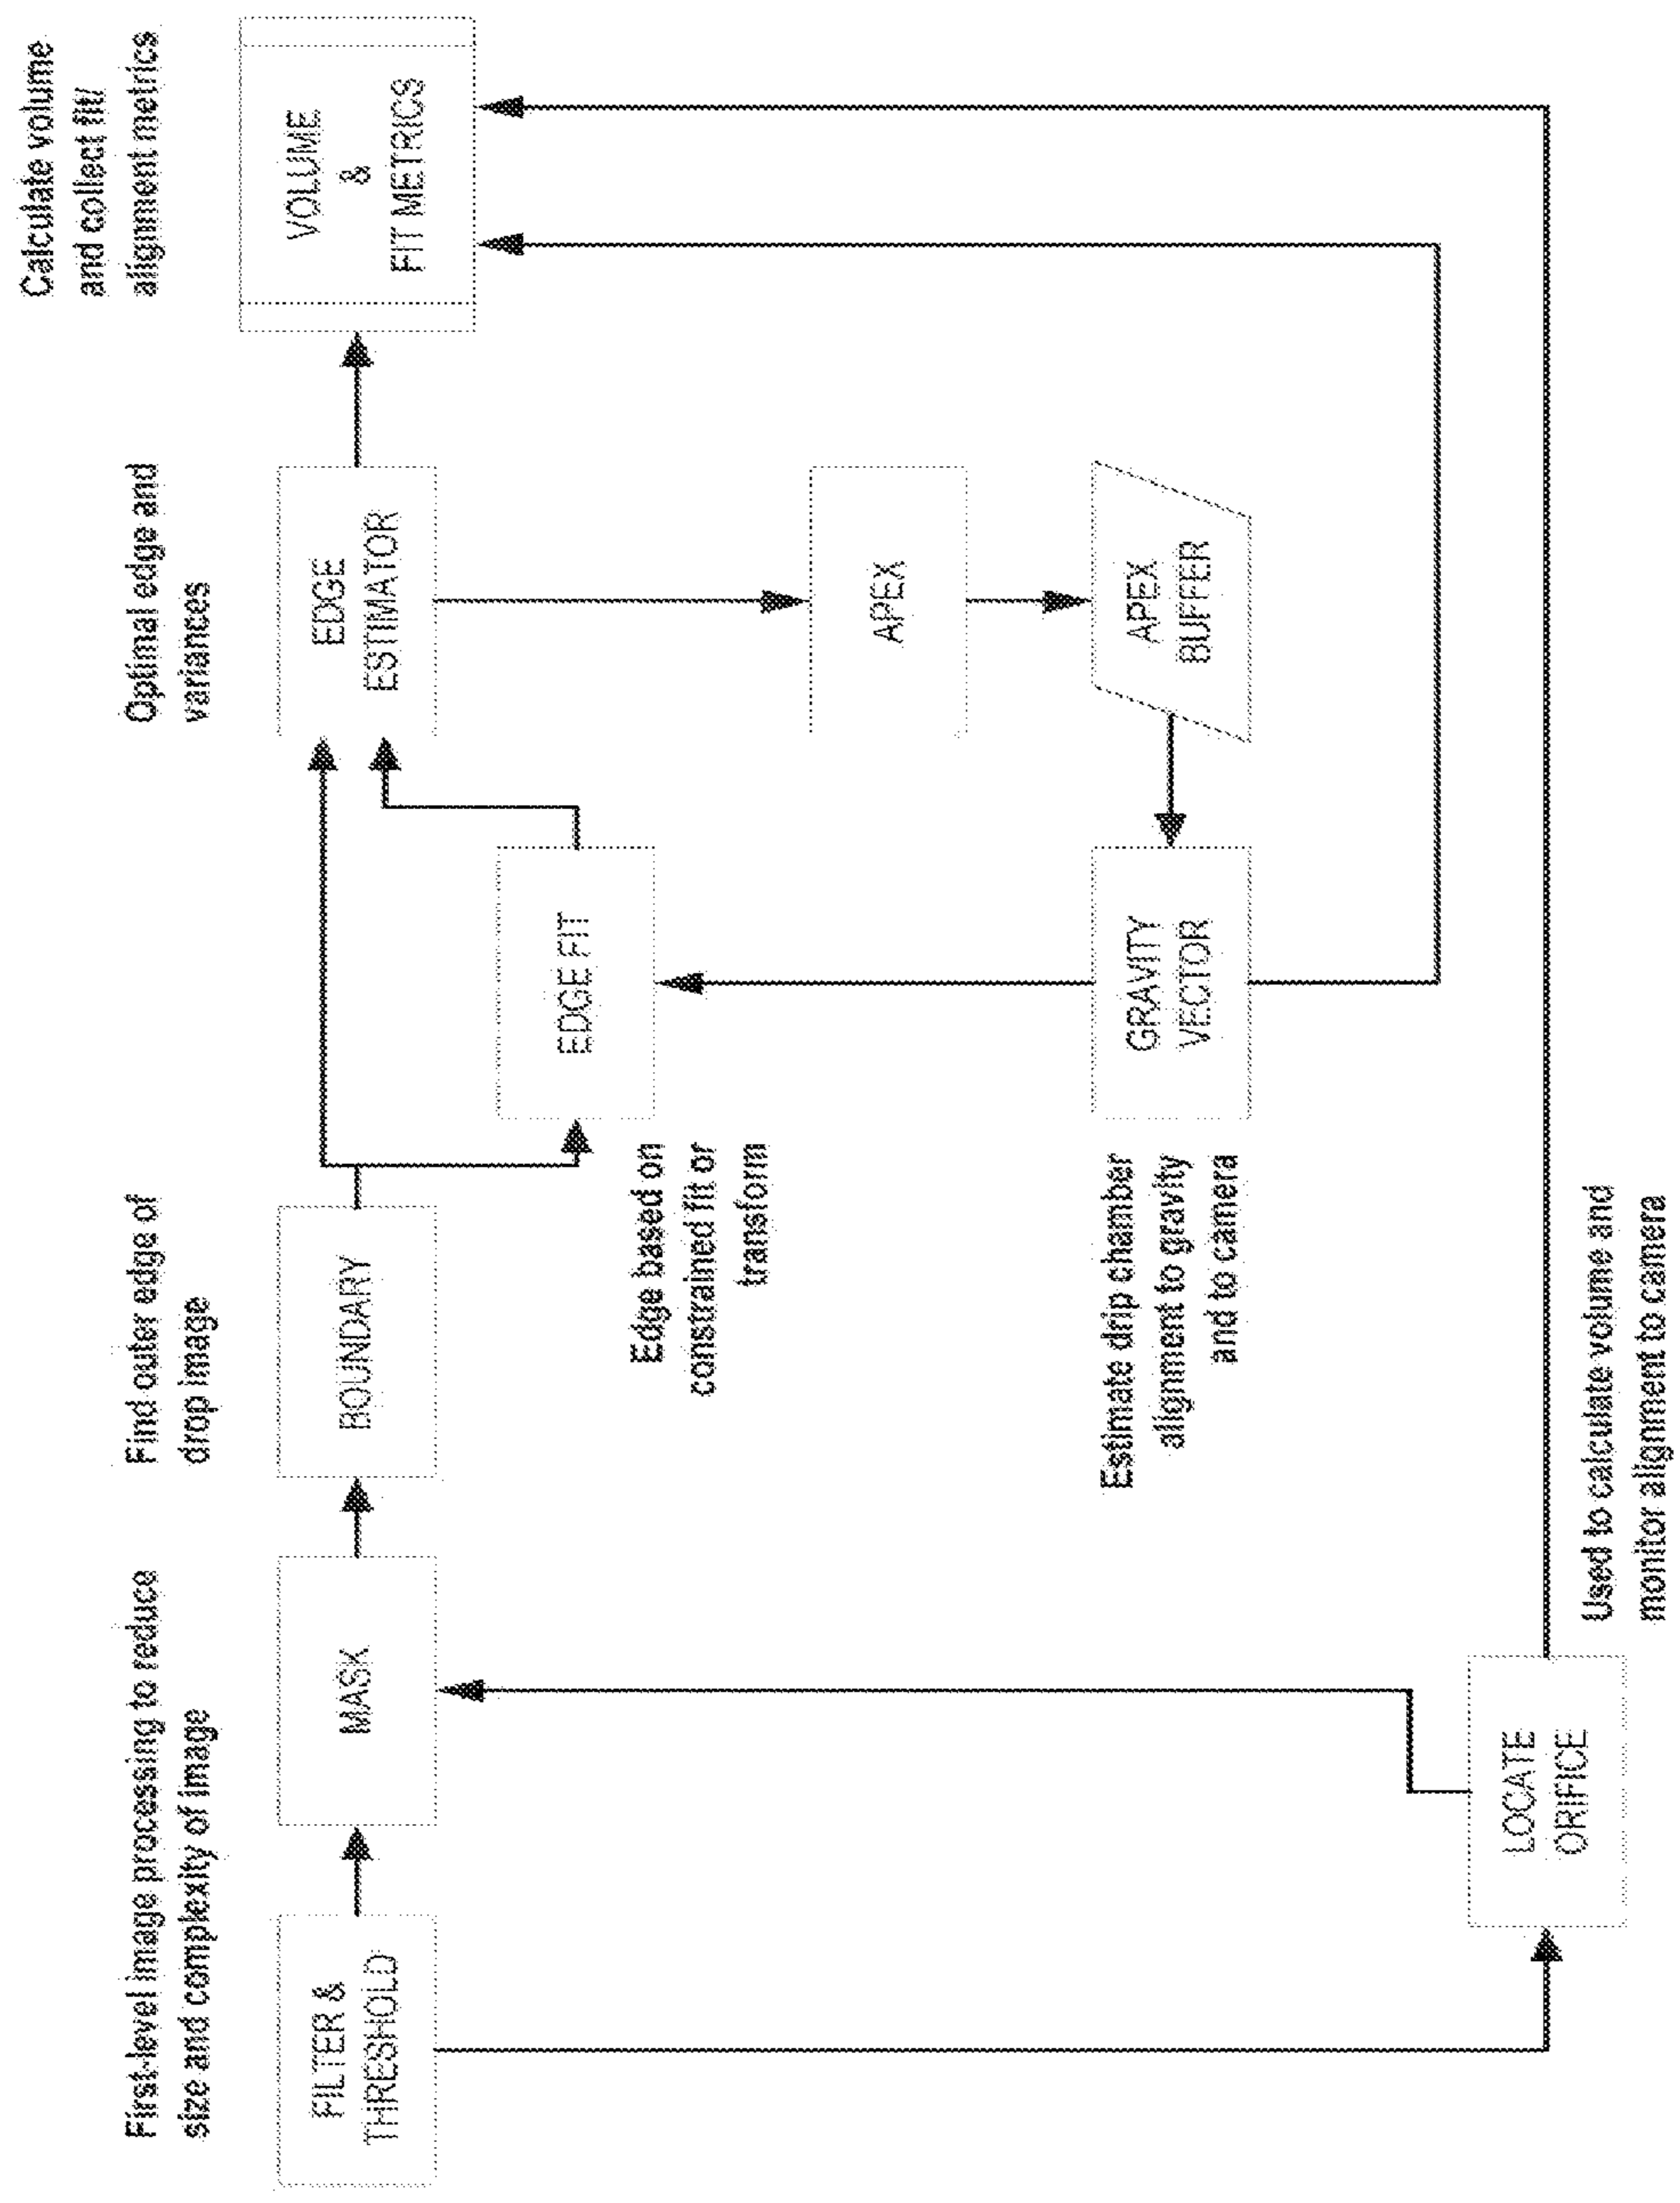 First-level image processing to reduce
size and complexity of image
Find outer edge of
drop image
Optimal edge and
variances
Calculate volume
and collect fit/
alignment metrics
FILTER &
THRESHOLD
MASK
BOUNDARY
EDGE
ESTIMATOR
VOLUME
&
FIT METRICS
EDGE FIT
Edge based on
constrained fit or
transform
APEX
APEX
BUFFER
GRAVITY
VECTOR
Estimate drip chamber
alignment to gravity
and to camera
LOCATE
ORIFICE
Used to calculate volume and
monitor alignment to camera